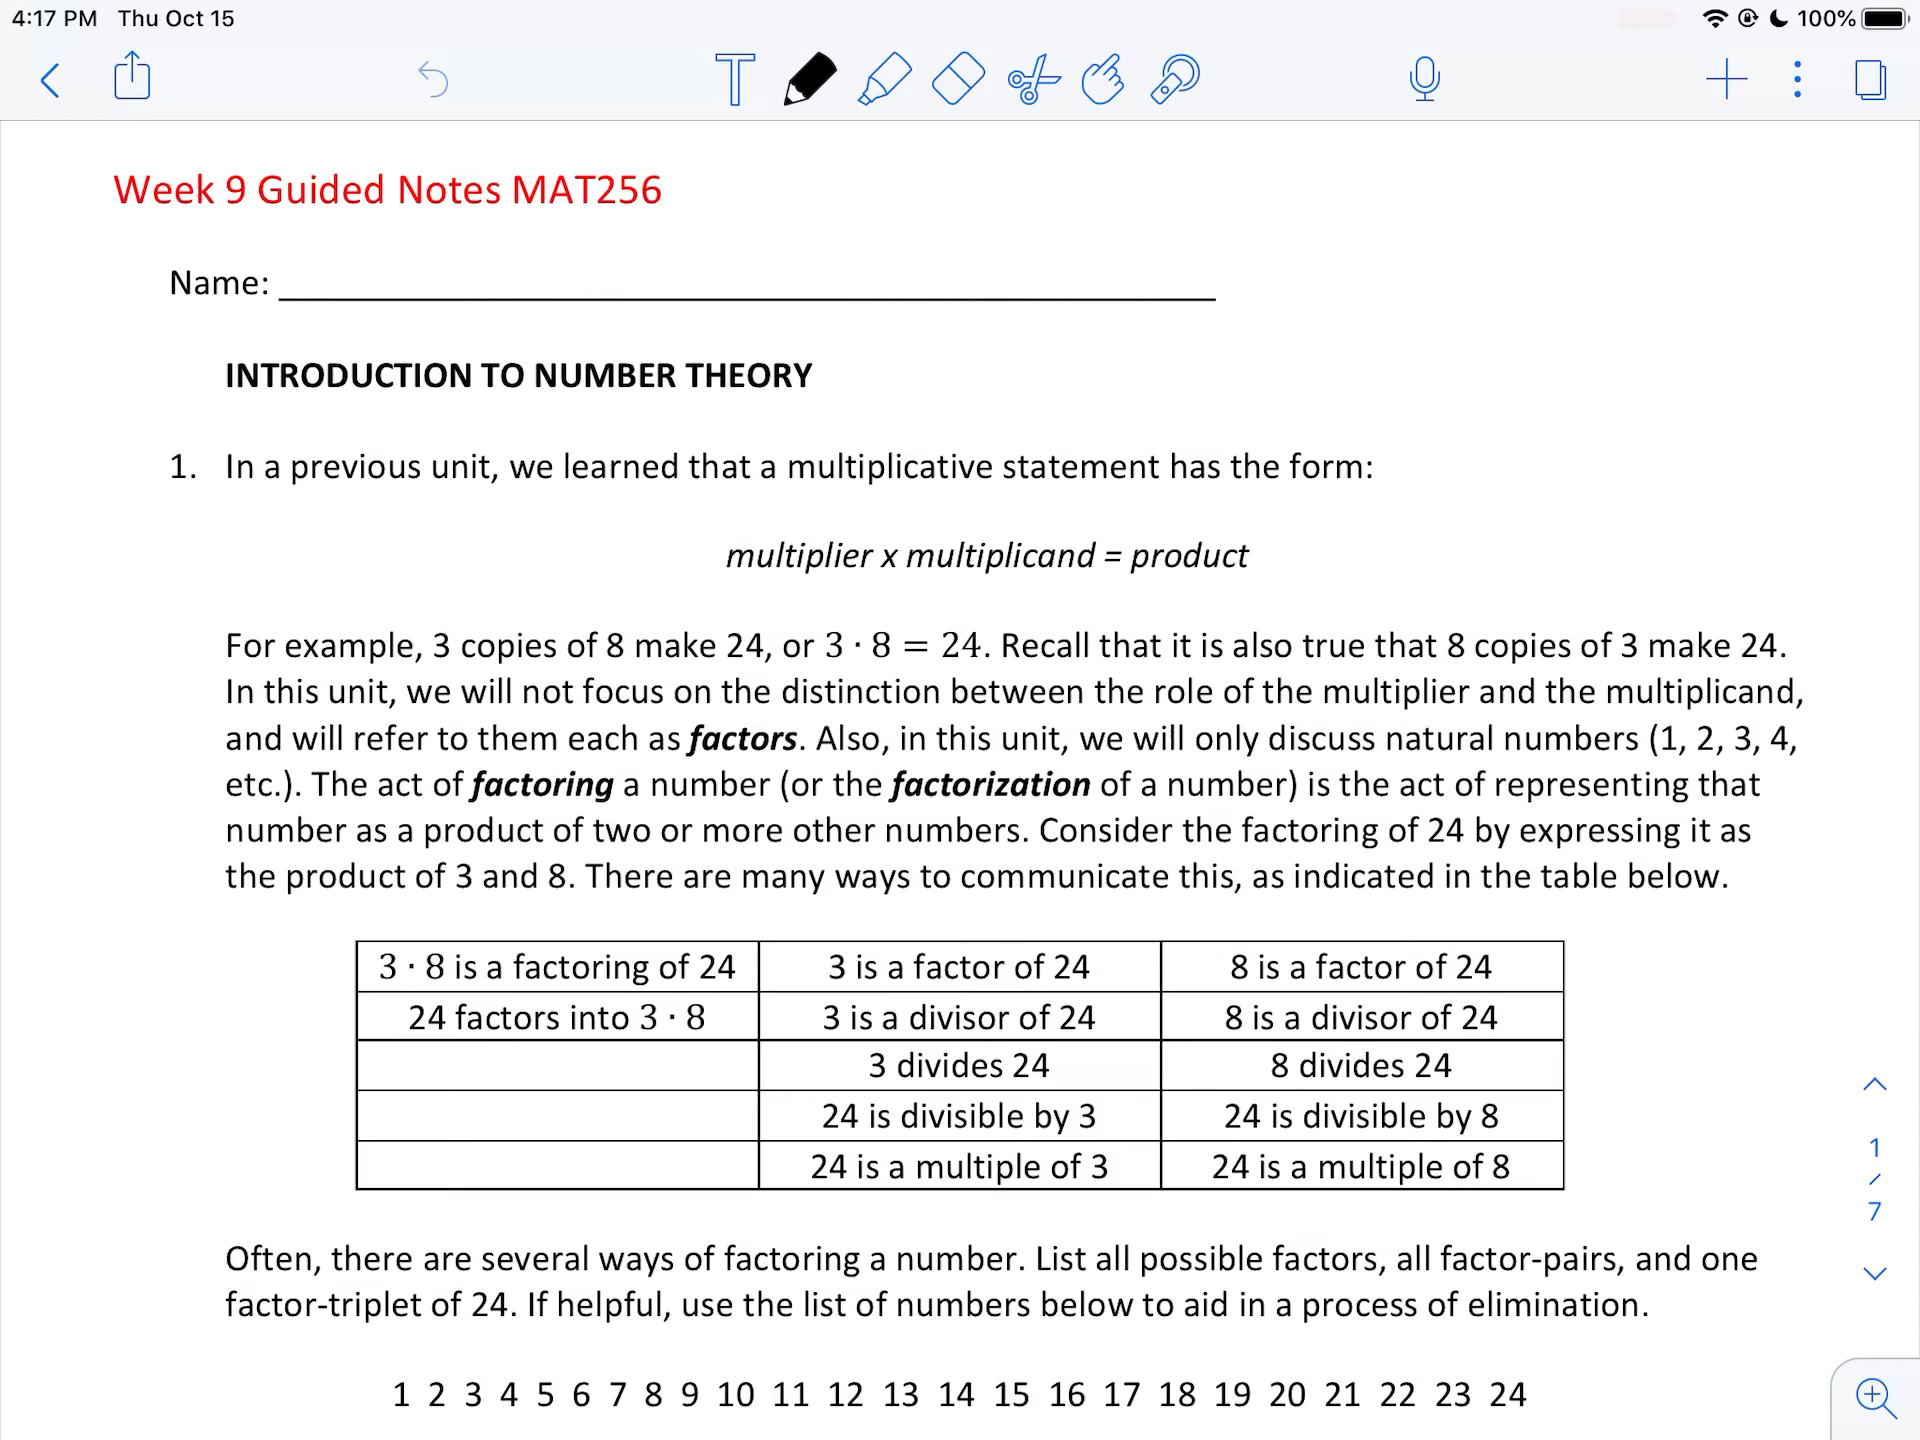 4:17 PM Thu Oct 15 100%
Week 9 Guided Notes MAT256
Name:
INTRODUCTION TO NUMBER THEORY
1. In a previous unit, we learned that a multiplicative statement has the form:
multiplier x multiplicand = product
For example, 3 copies of 8 make 24, or 3 · 8 = 24. Recall that it is also true that 8 copies of 3 make 24.
In this unit, we will not focus on the distinction between the role of the multiplier and the multiplicand,
and will refer to them each as factors. Also, in this unit, we will only discuss natural numbers (1, 2, 3, 4,
etc.). The act of factoring a number (or the factorization of a number) is the act of representing that
number as a product of two or more other numbers. Consider the factoring of 24 by expressing it as
the product of 3 and 8. There are many ways to communicate this, as indicated in the table below.
3 · 8 is a factoring of 24 3 is a factor of 24 8 is a factor of 24
24 factors into 3 · 8 3 is a divisor of 24 8 is a divisor of 24
3 divides 24 8 divides 24
24 is divisible by 3 24 is divisible by 8
24 is a multiple of 3 24 is a multiple of 8
1
/
7
Often, there are several ways of factoring a number. List all possible factors, all factor-pairs, and one
factor-triplet of 24. If helpful, use the list of numbers below to aid in a process of elimination.
1 2 3 4 5 6 7 8 9 10 11 12 13 14 15 16 17 18 19 20 21 22 23 24